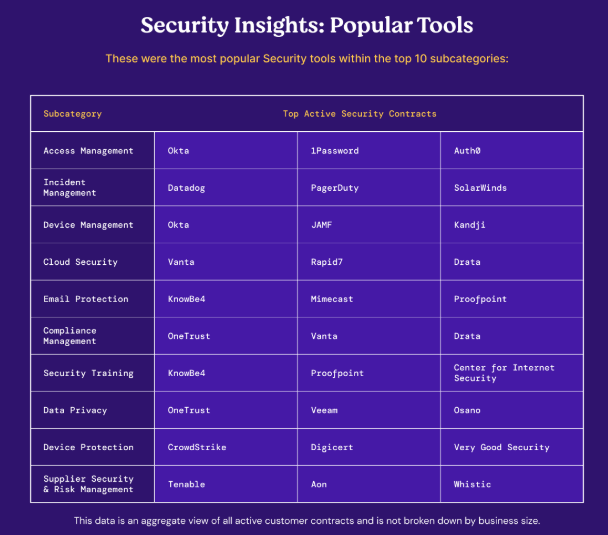 Security Insights: Popular Tools
These were the most popular Security tools within the top 10 subcategories:
Subcategory Top Active Security Contracts
Access Management Okta 1Password Auth0
Incident
Management Datadog PagerDuty SolarWinds
Device Management Okta JAMF Kandji
Cloud Security Vanta Rapid7 Drata
Email Protection KnowBe4 Mimecast Proofpoint
Compliance
Management OneTrust Vanta Drata
Security Training KnowBe4 Proofpoint Center for Internet
Security
Data Privacy OneTrust Veeam Osano
Device Protection CrowdStrike Digicert Very Good Security
Supplier Security
& Risk Management Tenable Aon Whistic
This data is an aggregate view of all active customer contracts and is not broken down by business size.